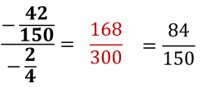 -42/150 / -2/4 = 168/300 = 84/150